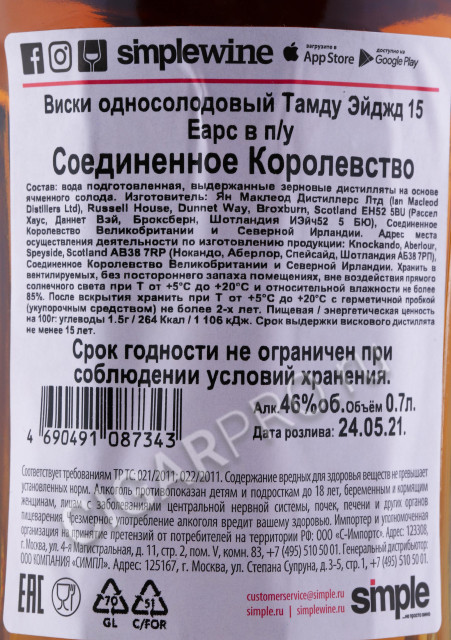 simplewine
загрузите в
App Store
доступно на
Google Play
Виски односолодовый Тамду Эйджд 15
Еарс в п/у
Соединенное Королевство
Состав: вода подготовленная, выдержанные зерновые дистилляты на основе
ячменного солода. Изготовитель: Ян Маклеод Дистиллерс Лтд (Ian Macleod
Distillers Ltd), Russell House, Dunnet Way, Broxburn, Scotland EH52 5BU (Рассел
Хаус, Даннет Вэй, Броксберн, Шотландия ИЭйч52 5 БЮ), Соединенное
Королевство Великобритании и Северной Ирландии. Адрес места
осуществления деятельности по изготовлению продукции: Knockando, Aberlour,
Speyside, Scotland AB38 7RP (Нокандо, Аберлор, Спейсайд, Шотландия АБ38 7РП),
Соединенное Королевство Великобритании и Северной Ирландии. Хранить в
вентилируемых, без постороннего запаха помещения, вне воздействия прямого
солнечного света при Т от +5°С до +20°С и относительной влажности не более
85%. После вскрытия хранить при Т от +5°С до +20°С с герметичной пробкой
(укупорочным средством) не более 2-х лет. Пищевая / энергетическая ценность
на 100г: углеводы 1.5г / 264 Ккал / 1 106 кДж. Срок выдержки вискового дистиллята
не менее 15 лет.
Срок годности не ограничен при
соблюдении условий хранения.
Алк.46%об.Объём 0.7л.
Дата розлива: 24.05.21.
4 690491 087343
CIGARPRO.RU
Соответствует требованиям ТР ТС 021/2011; 022/2011. Содержание вредных для здоровья веществ не превышает
установленных норм. Алкоголь противопоказан детям и подросткам до 18 лет, беременным и кормящим
женщинам, лицам с заболеваниями центральной нервной системы, почек, печени и других органов
пищеварения. Чрезмерное потребление алкоголя вредит вашему здоровью. Импортер и уполномоченная
организация на принятие претензий от потребителей на территории РФ: ООО «С-Импортс». Адрес: 123308,
г. Москва, ул. 4-я Магистральная, д. 11, стр. 2, пом. V, комн. 83, +7 (495) 510 50 01. Генеральный дистрибьютор:
ООО КОМПАНИЯ «СИМПЛ». Адрес: 125167, г. Москва, ул. Степана Супруна, д. 3-5, стр. 1, +7 (495) 510 50 01.
EAC
70
GL
51
C/FOR
customerservice@simple.ru
simple.ru | simplewine.ru
simple